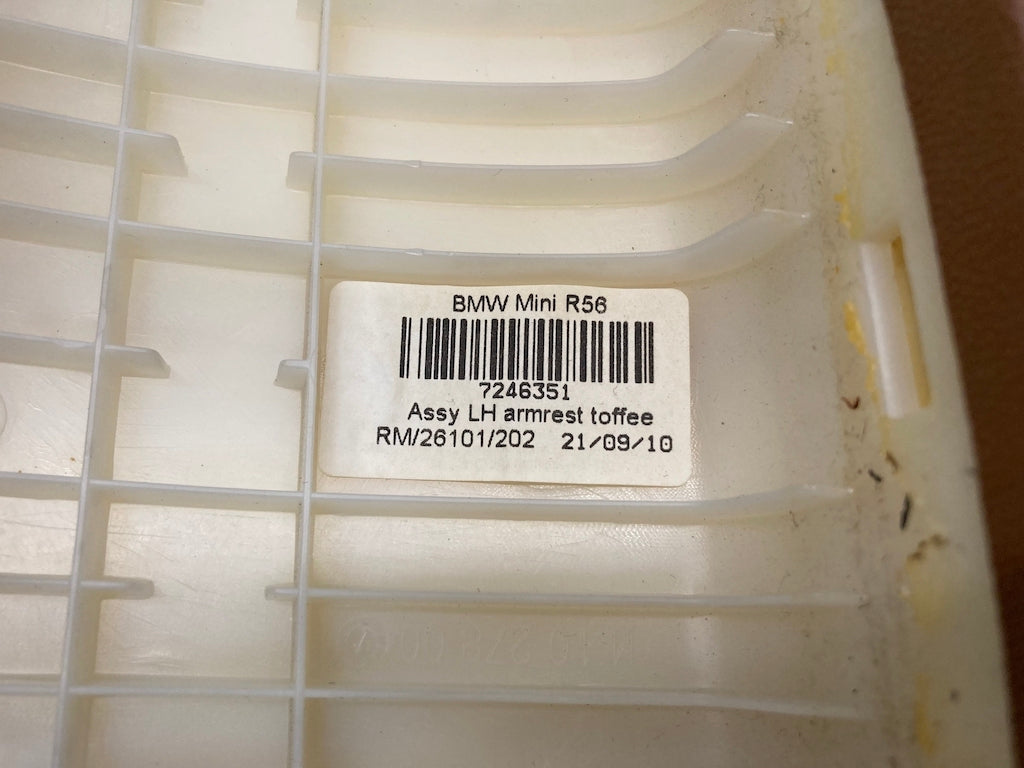 BMW Mini R56
7246351
Assy LH armrest toffee
RM/26101/202 21/09/10